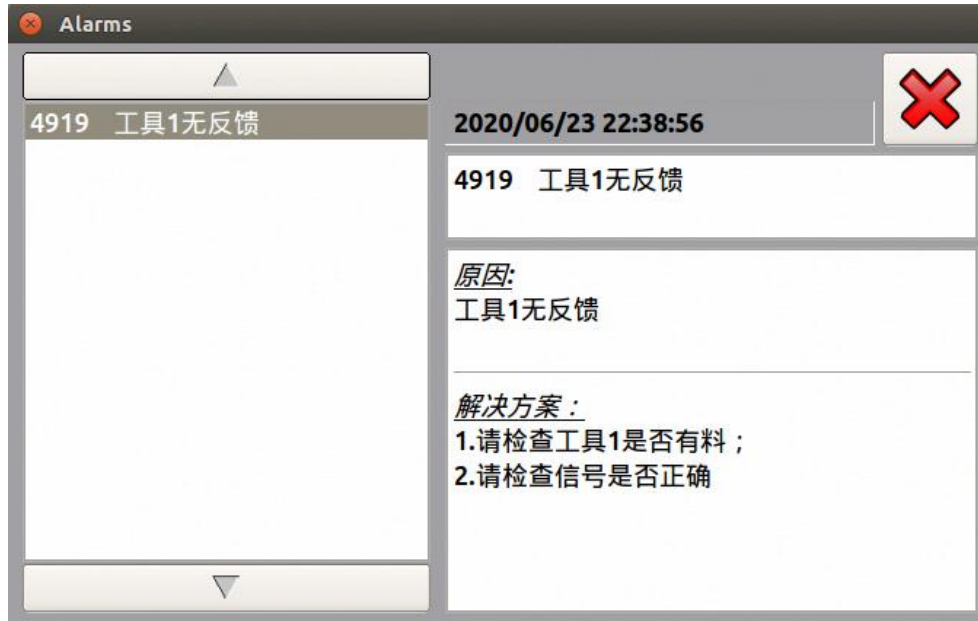 Alarms
4919 工具1无反馈
2020/06/23 22:38:56
4919 工具1无反馈
原因:
工具1无反馈
解决方案：
1.请检查工具1是否有料；
2.请检查信号是否正确